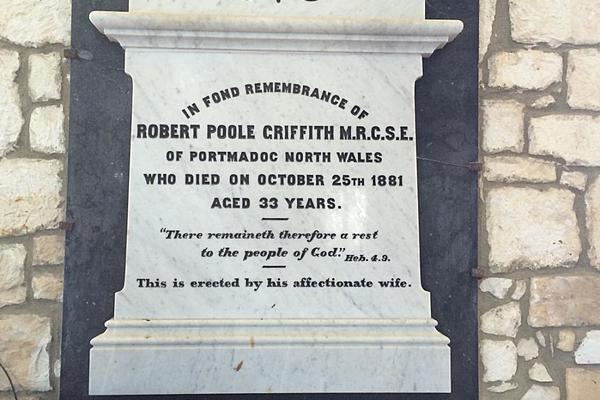 IN FOND REMEMBRANCE OF
ROBERT POOLE GRIFFITH M.R.C.S.E.
OF PORTMADOC NORTH WALES
WHO DIED ON OCTOBER 25TH 1881
AGED 33 YEARS.
"There remaineth therefore a rest
to the people of God." Heb. 4.9.
This is erected by his affectionate wife.